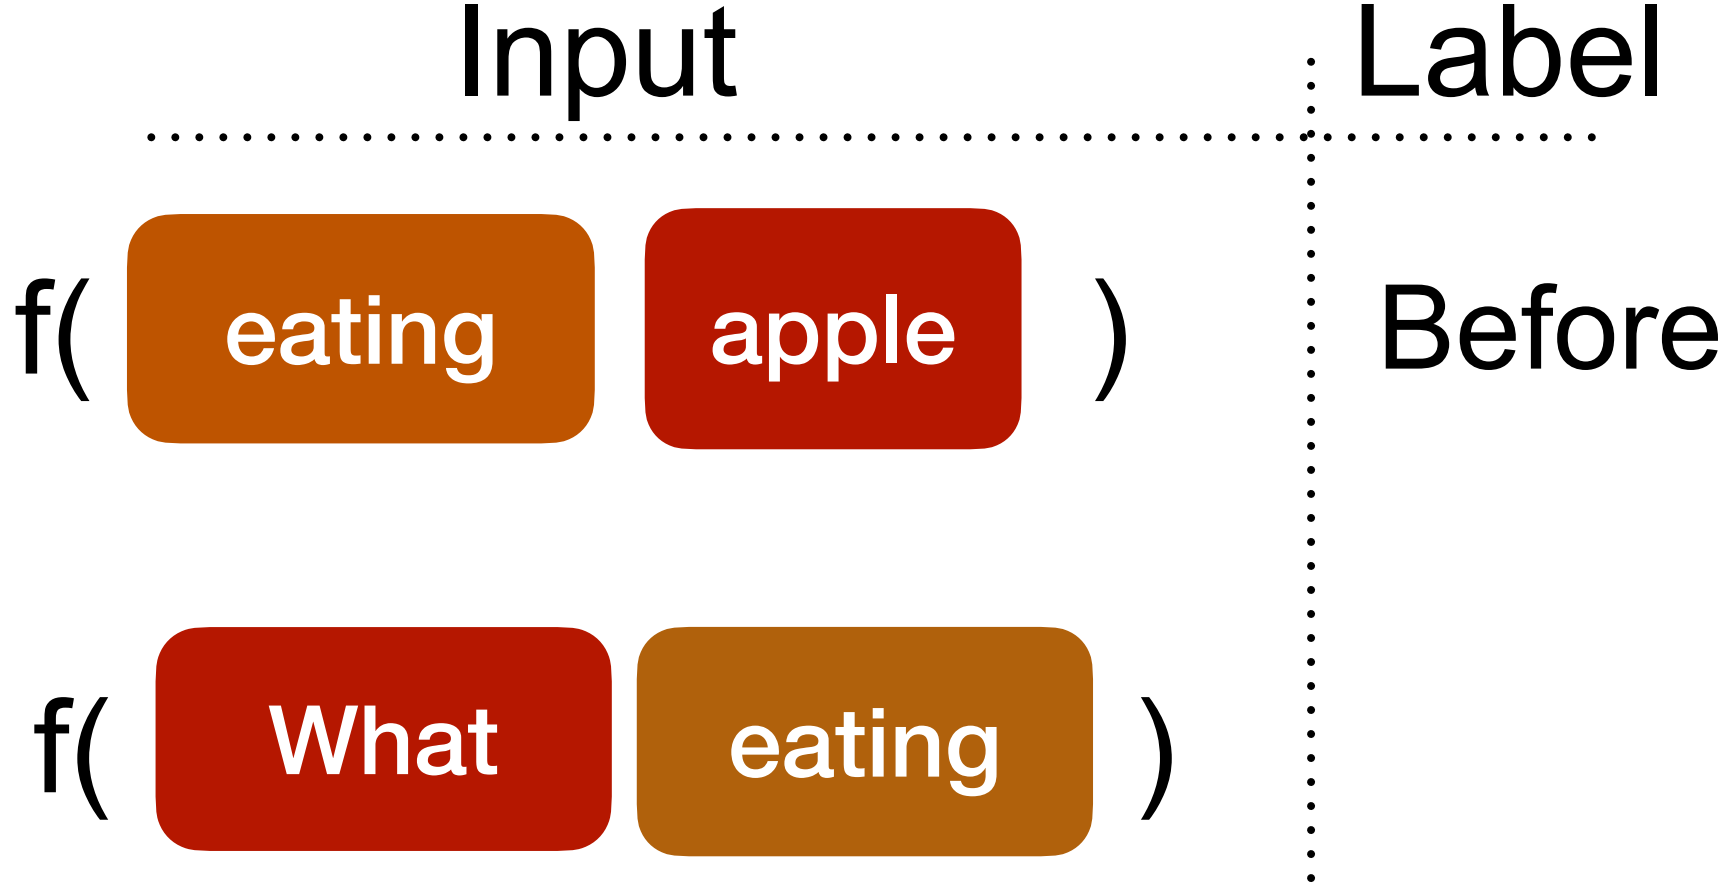 Input Label
f( eating apple ) Before
f( What eating )